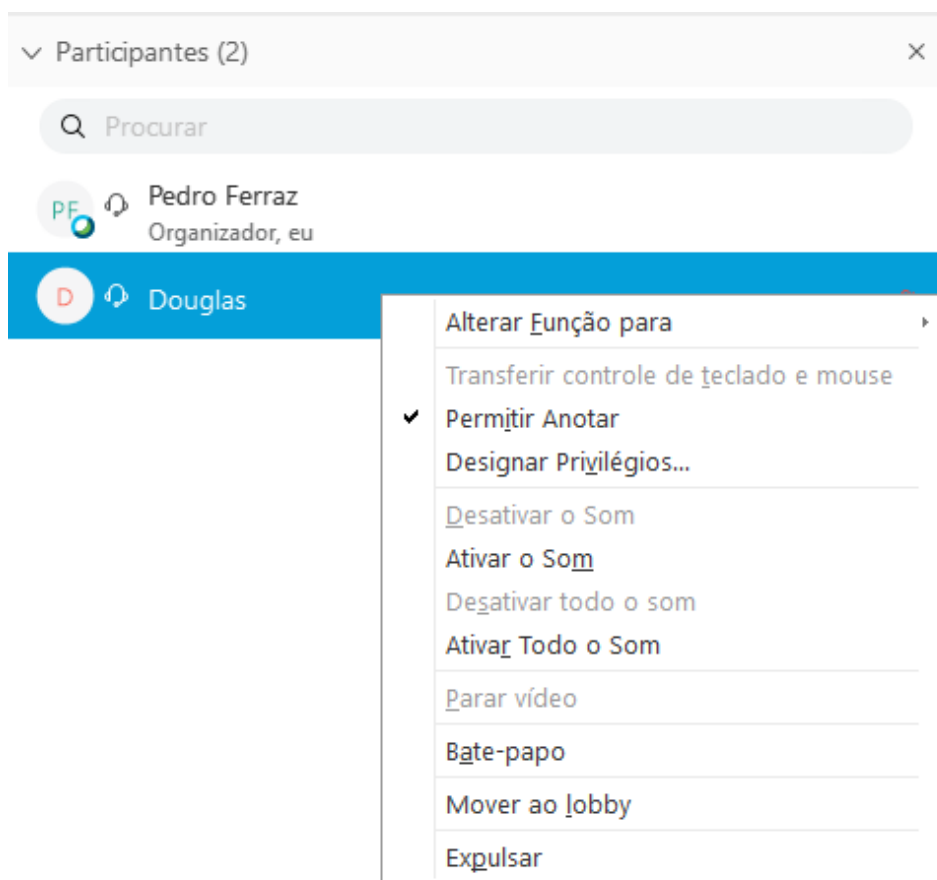 Participantes (2)
Procurar
PF
Pedro Ferraz
Organizador, eu
D
Douglas
Alterar Função para
Transferir controle de teclado e mouse
Permitir Anotar
Designar Privilégios...
Desativar o Som
Ativar o Som
Desativar todo o som
Ativar Todo o Som
Parar vídeo
Bate-papo
Mover ao lobby
Expulsar